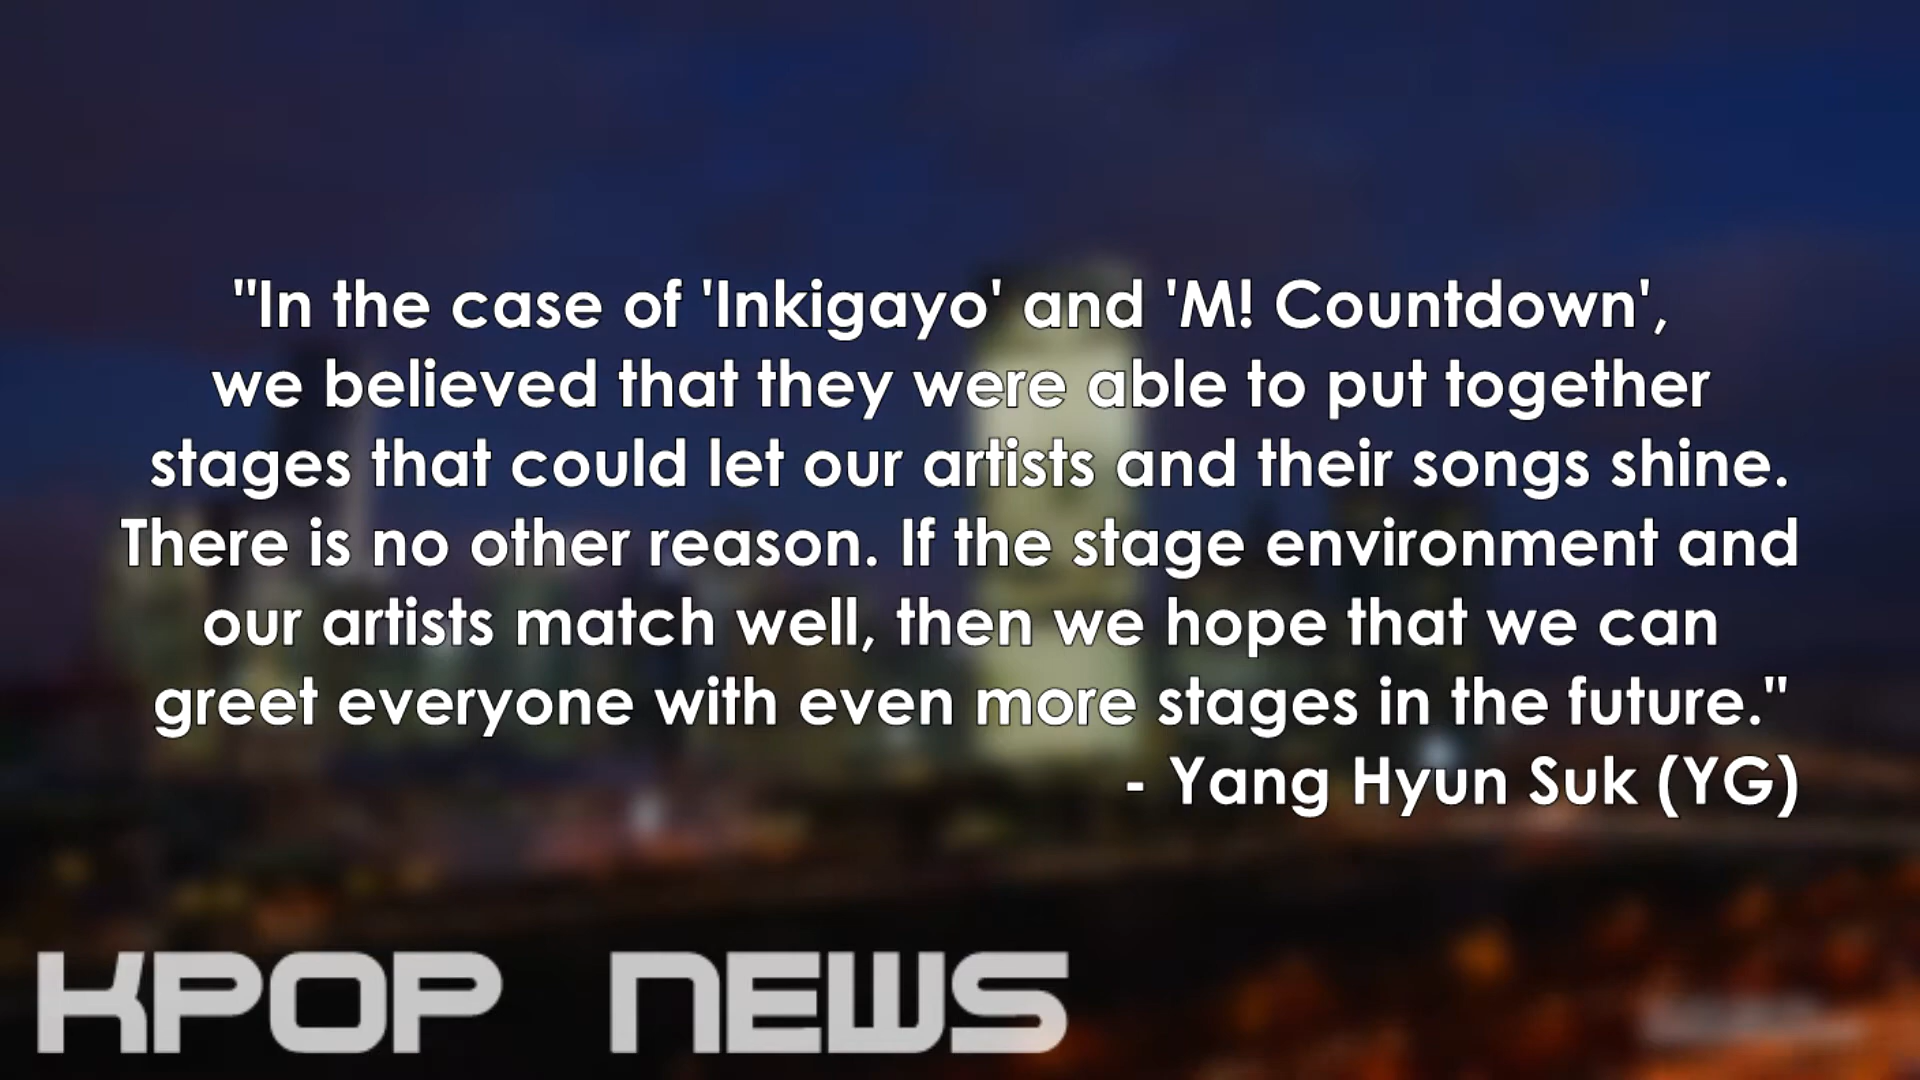 "In the case of 'Inkigayo' and 'M! Countdown',
we believed that they were able to put together
stages that could let our artists and their songs shine.
There is no other reason. If the stage environment and
our artists match well, then we hope that we can
greet everyone with even more stages in the future."
- Yang Hyun Suk (YG)
KPOP NEWS